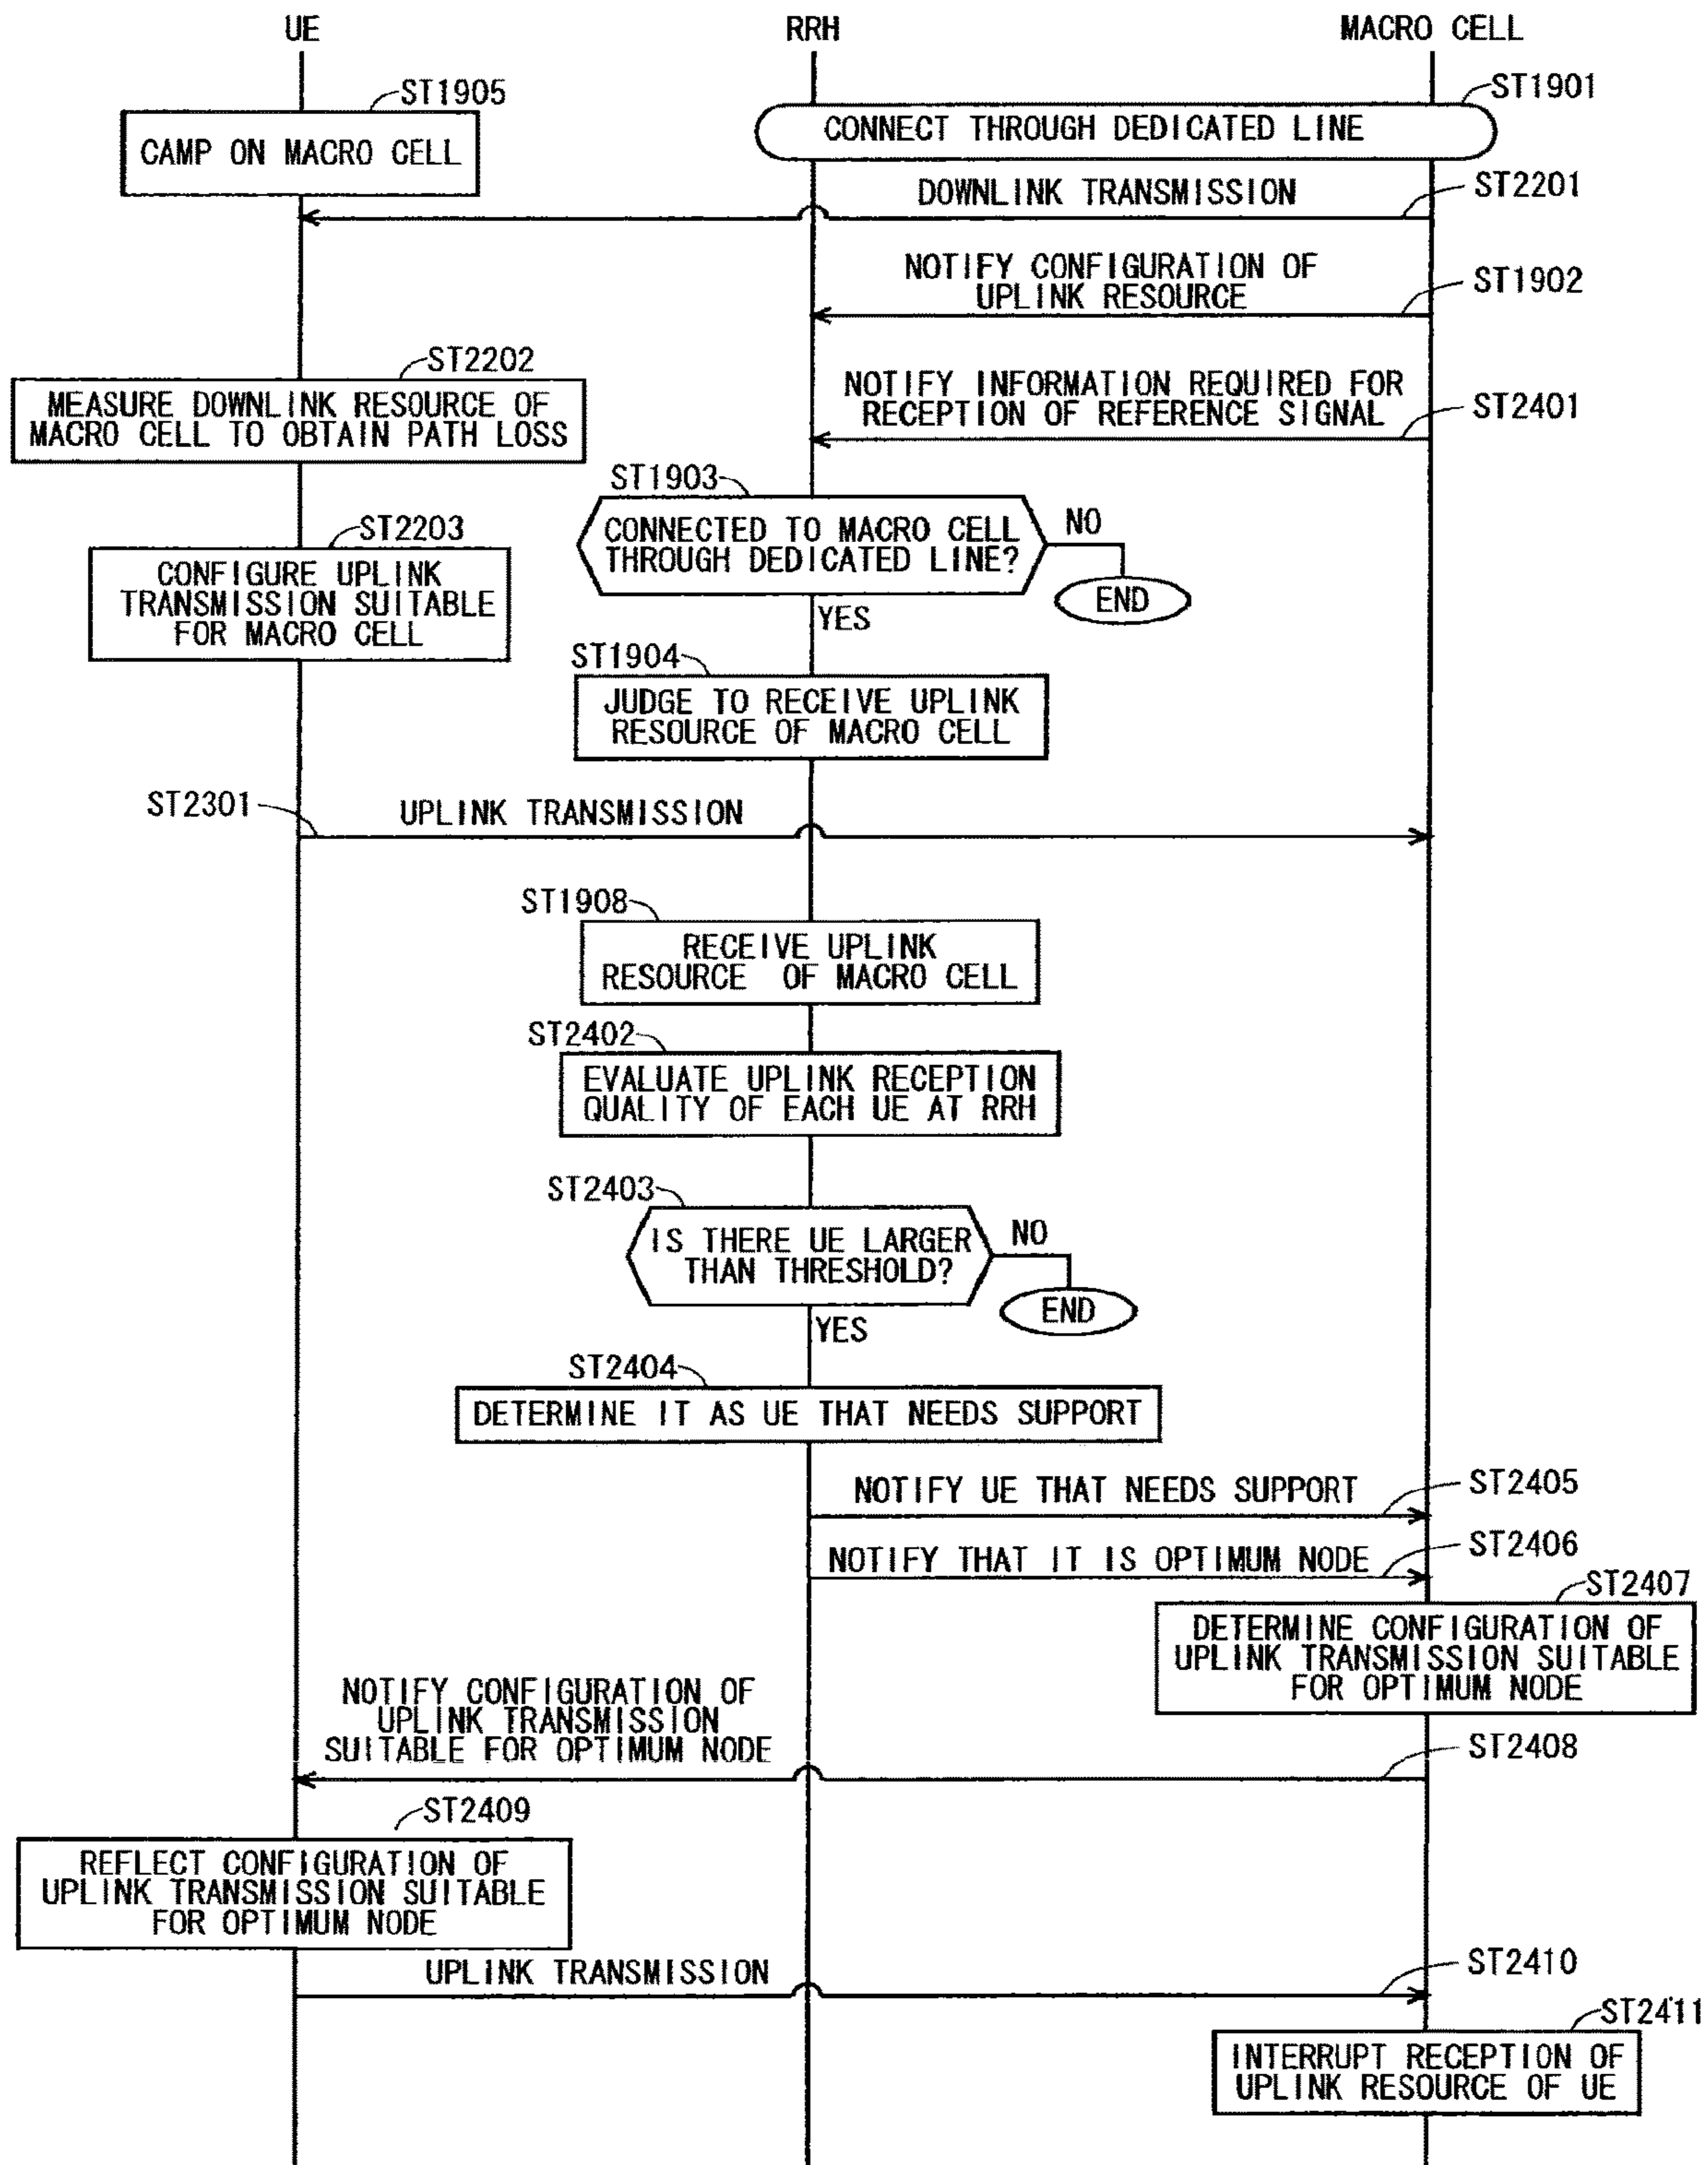 UE
RRH
MACRO CELL
ST1905
ST1901
CAMP ON MACRO CELL
CONNECT THROUGH DEDICATED LINE
DOWNLINK TRANSMISSION
ST2201
NOTIFY CONFIGURATION OF
UPLINK RESOURCE
ST1902
ST2202
MEASURE DOWNLINK RESOURCE OF
MACRO CELL TO OBTAIN PATH LOSS
NOTIFY INFORMATION REQUIRED FOR
RECEPTION OF REFERENCE SIGNAL
ST2401
ST1903
CONNECTED TO MACRO CELL
THROUGH DEDICATED LINE?
NO
END
YES
ST2203
CONFIGURE UPLINK
TRANSMISSION SUITABLE
FOR MACRO CELL
ST1904
JUDGE TO RECEIVE UPLINK
RESOURCE OF MACRO CELL
ST2301
UPLINK TRANSMISSION
ST1908
RECEIVE UPLINK
RESOURCE OF MACRO CELL
ST2402
EVALUATE UPLINK RECEPTION
QUALITY OF EACH UE AT RRH
ST2403
IS THERE UE LARGER
THAN THRESHOLD?
NO
END
YES
ST2404
DETERMINE IT AS UE THAT NEEDS SUPPORT
NOTIFY UE THAT NEEDS SUPPORT
ST2405
NOTIFY THAT IT IS OPTIMUM NODE
ST2406
ST2407
DETERMINE CONFIGURATION OF
UPLINK TRANSMISSION SUITABLE
FOR OPTIMUM NODE
NOTIFY CONFIGURATION OF
UPLINK TRANSMISSION
SUITABLE FOR OPTIMUM NODE
ST2408
ST2409
REFLECT CONFIGURATION OF
UPLINK TRANSMISSION SUITABLE
FOR OPTIMUM NODE
UPLINK TRANSMISSION
ST2410
ST2411
INTERRUPT RECEPTION OF
UPLINK RESOURCE OF UE